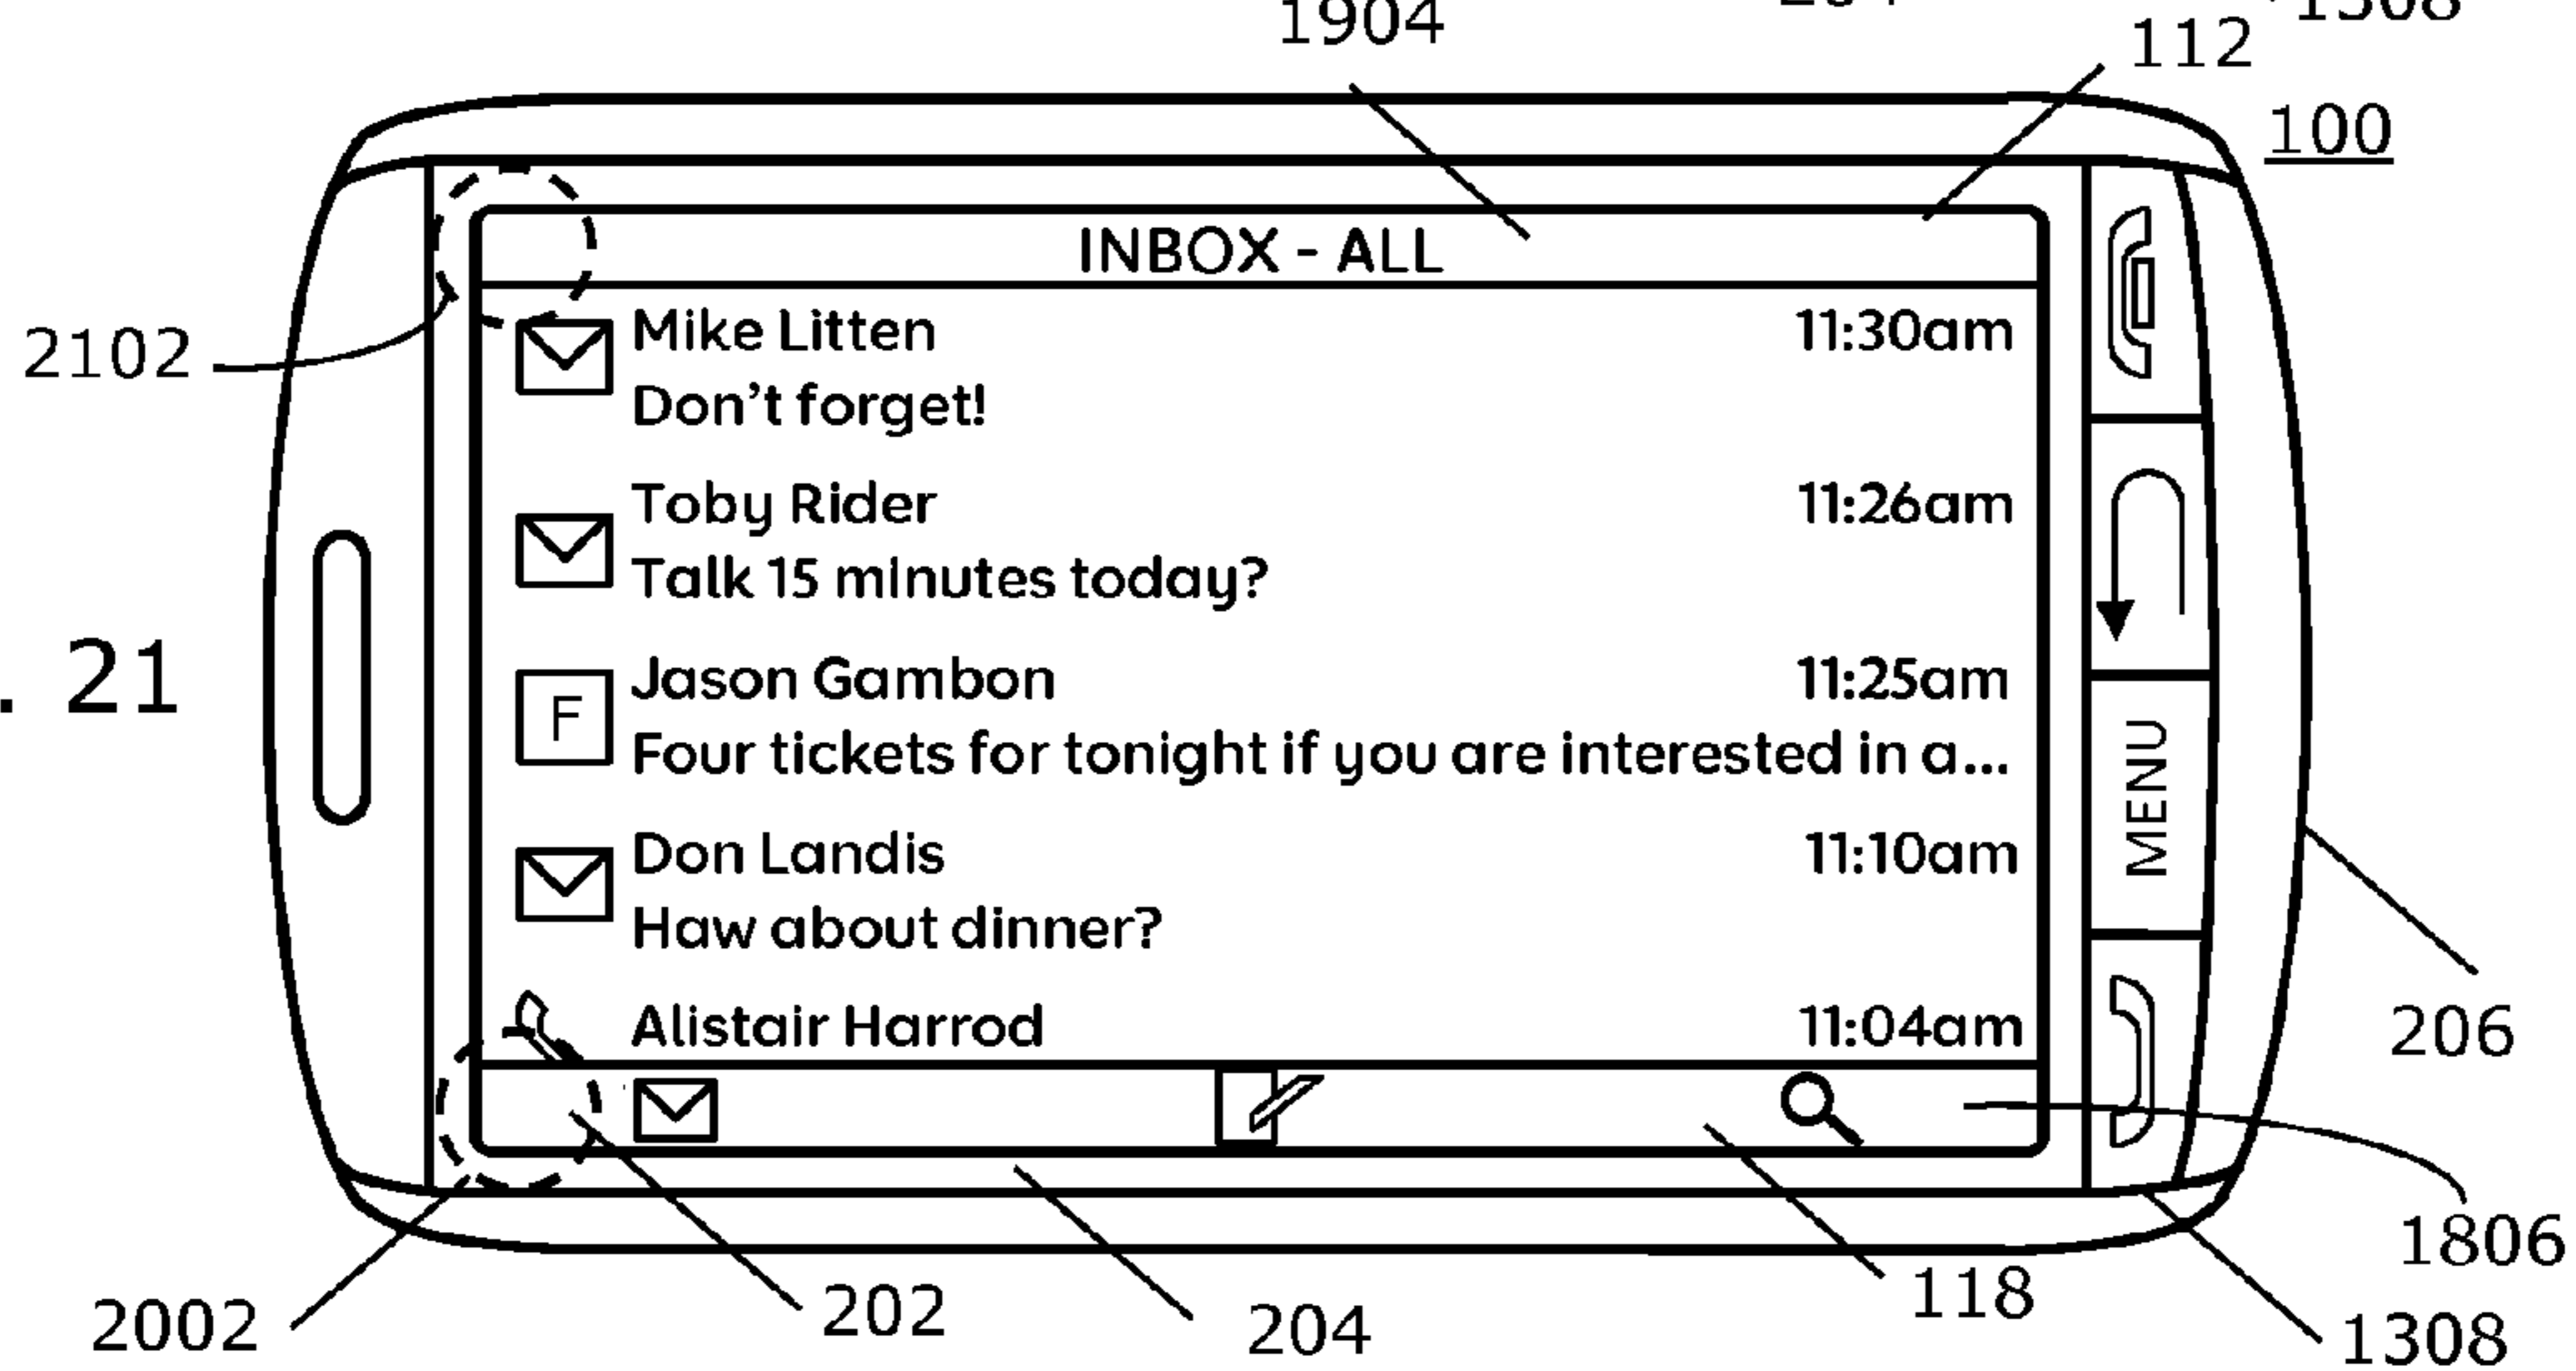 1904
112
100
INBOX - ALL
Mike Litten 11:30am
2102
Don't forget!
Toby Rider 11:26am
Talk 15 mInutes today?
. 21
Jason Gambon 11:25am
F
Four tickets for tonight if you are interested in a...
MENU
Don Landis 11:10am
Haw about dinner?
206
Alistair Harrod 11:04am
1806
2002
202
204
118
1308